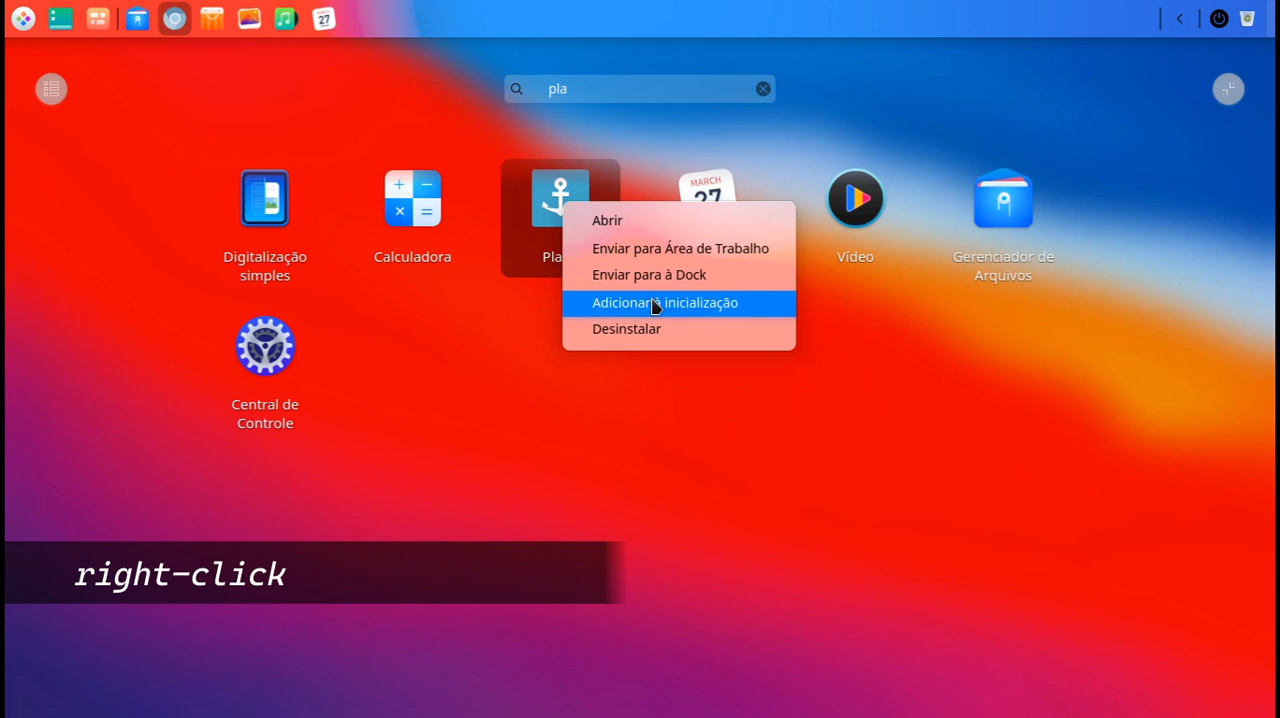 27
pla
MARCH
27
Digitalização
simples
Calculadora
Pla
Vídeo
Gerenciador de
Arquivos
Abrir
Enviar para Área de Trabalho
Enviar para à Dock
Adicionar à inicialização
Desinstalar
Central de
Controle
right-click